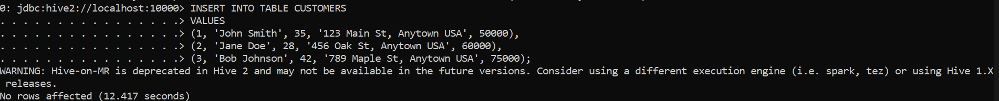 0: jdbc:hive2://localhost:10000> INSERT INTO TABLE CUSTOMERS
. . . . . . . . . . . . . . . .> VALUES
. . . . . . . . . . . . . . . .> (1, 'John Smith', 35, '123 Main St, Anytown USA', 50000),
. . . . . . . . . . . . . . . .> (2, 'Jane Doe', 28, '456 Oak St, Anytown USA', 60000),
. . . . . . . . . . . . . . . .> (3, 'Bob Johnson', 42, '789 Maple St, Anytown USA', 75000);
WARNING: Hive-on-MR is deprecated in Hive 2 and may not be available in the future versions. Consider using a different execution engine (i.e. spark, tez) or using Hive 1.X
 releases.
No rows affected (12.417 seconds)